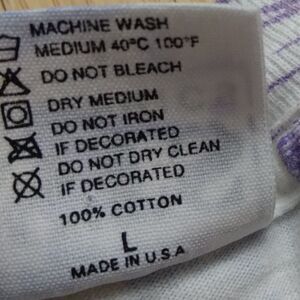 MACHINE WASH
MEDIUM 40°C 100°F
DO NOT BLEACH
DRY MEDIUM
DO NOT IRON
IF DECORATED
DO NOT DRY CLEAN
IF DECORATED
100% COTTON
L
MADE IN U.S.A